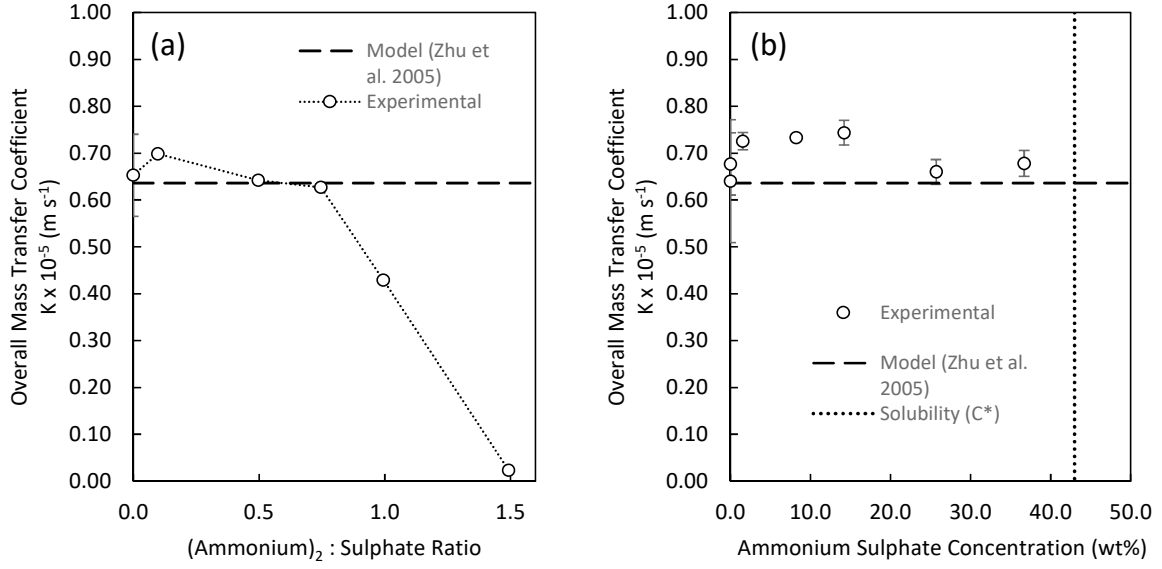 (a)
Model (Zhu et
al. 2005)
Experimental
1.00
0.90
0.80
0.70
0.60
0.50
0.40
0.30
0.20
0.10
0.00
Overall Mass Transfer Coefficient
K x 10⁻⁵ (m s⁻¹)
0.0 0.5 1.0 1.5
(Ammonium)₂ : Sulphate Ratio
(b)
1.00
0.90
0.80
0.70
0.60
0.50
0.40
0.30
0.20
0.10
0.00
Overall Mass Transfer Coefficient
K x 10⁻⁵ (m s⁻¹)
Experimental
Model (Zhu et al.
2005)
Solubility (C*)
0.0 10.0 20.0 30.0 40.0 50.0
Ammonium Sulphate Concentration (wt%)